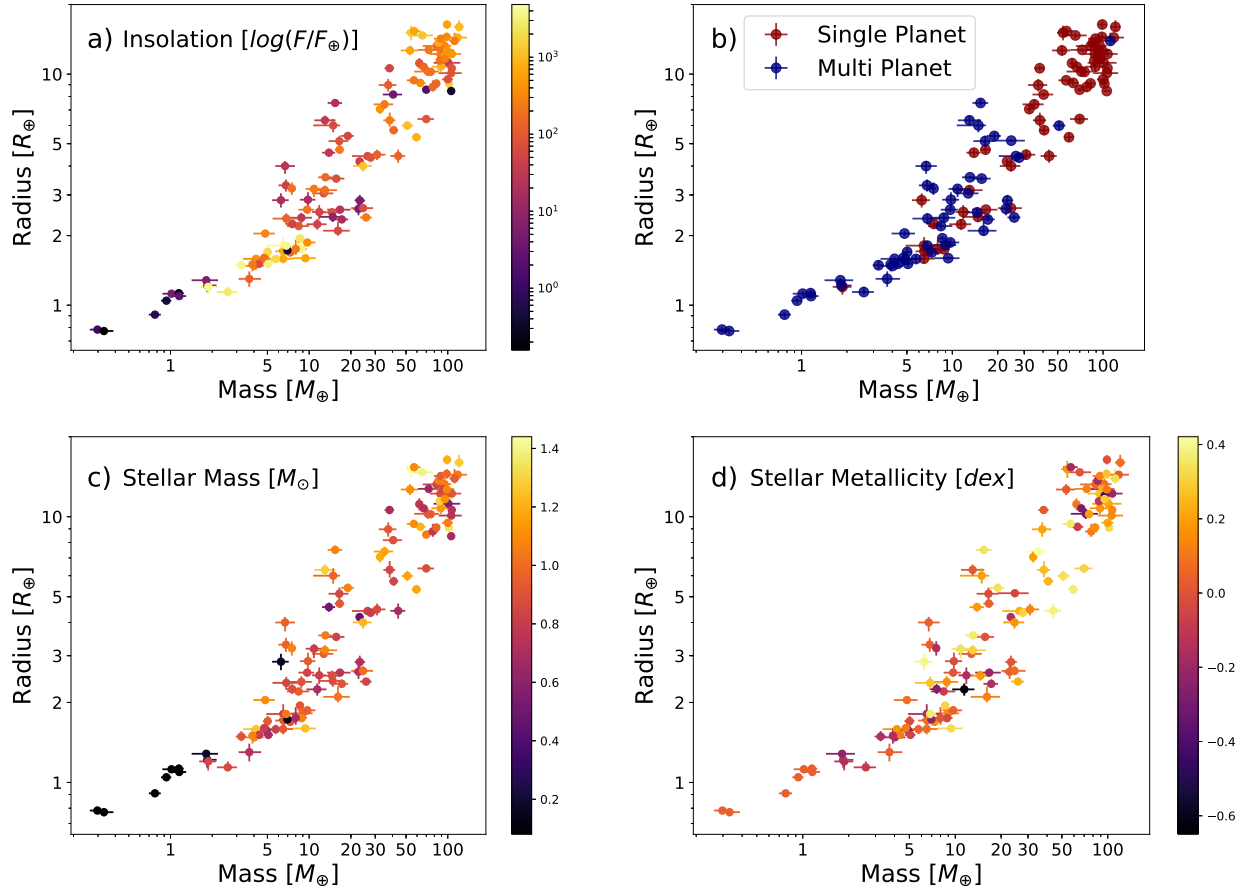 a) Insolation [log(F/F⊕)]
10
5
3
2
1
Radius [R⊕]
1 5 10 20 30 50 100
Mass [M⊕]
10³
10²
10¹
10⁰
b)
Single Planet
Multi Planet
10
5
3
2
1
Radius [R⊕]
1 5 10 20 30 50 100
Mass [M⊕]
c) Stellar Mass [M⊙]
10
5
3
2
1
Radius [R⊕]
1 5 10 20 30 50 100
Mass [M⊕]
1.4
1.2
1.0
0.8
0.6
0.4
0.2
d) Stellar Metallicity [dex]
10
5
3
2
1
Radius [R⊕]
1 5 10 20 30 50 100
Mass [M⊕]
0.4
0.2
0.0
−0.2
−0.4
−0.6